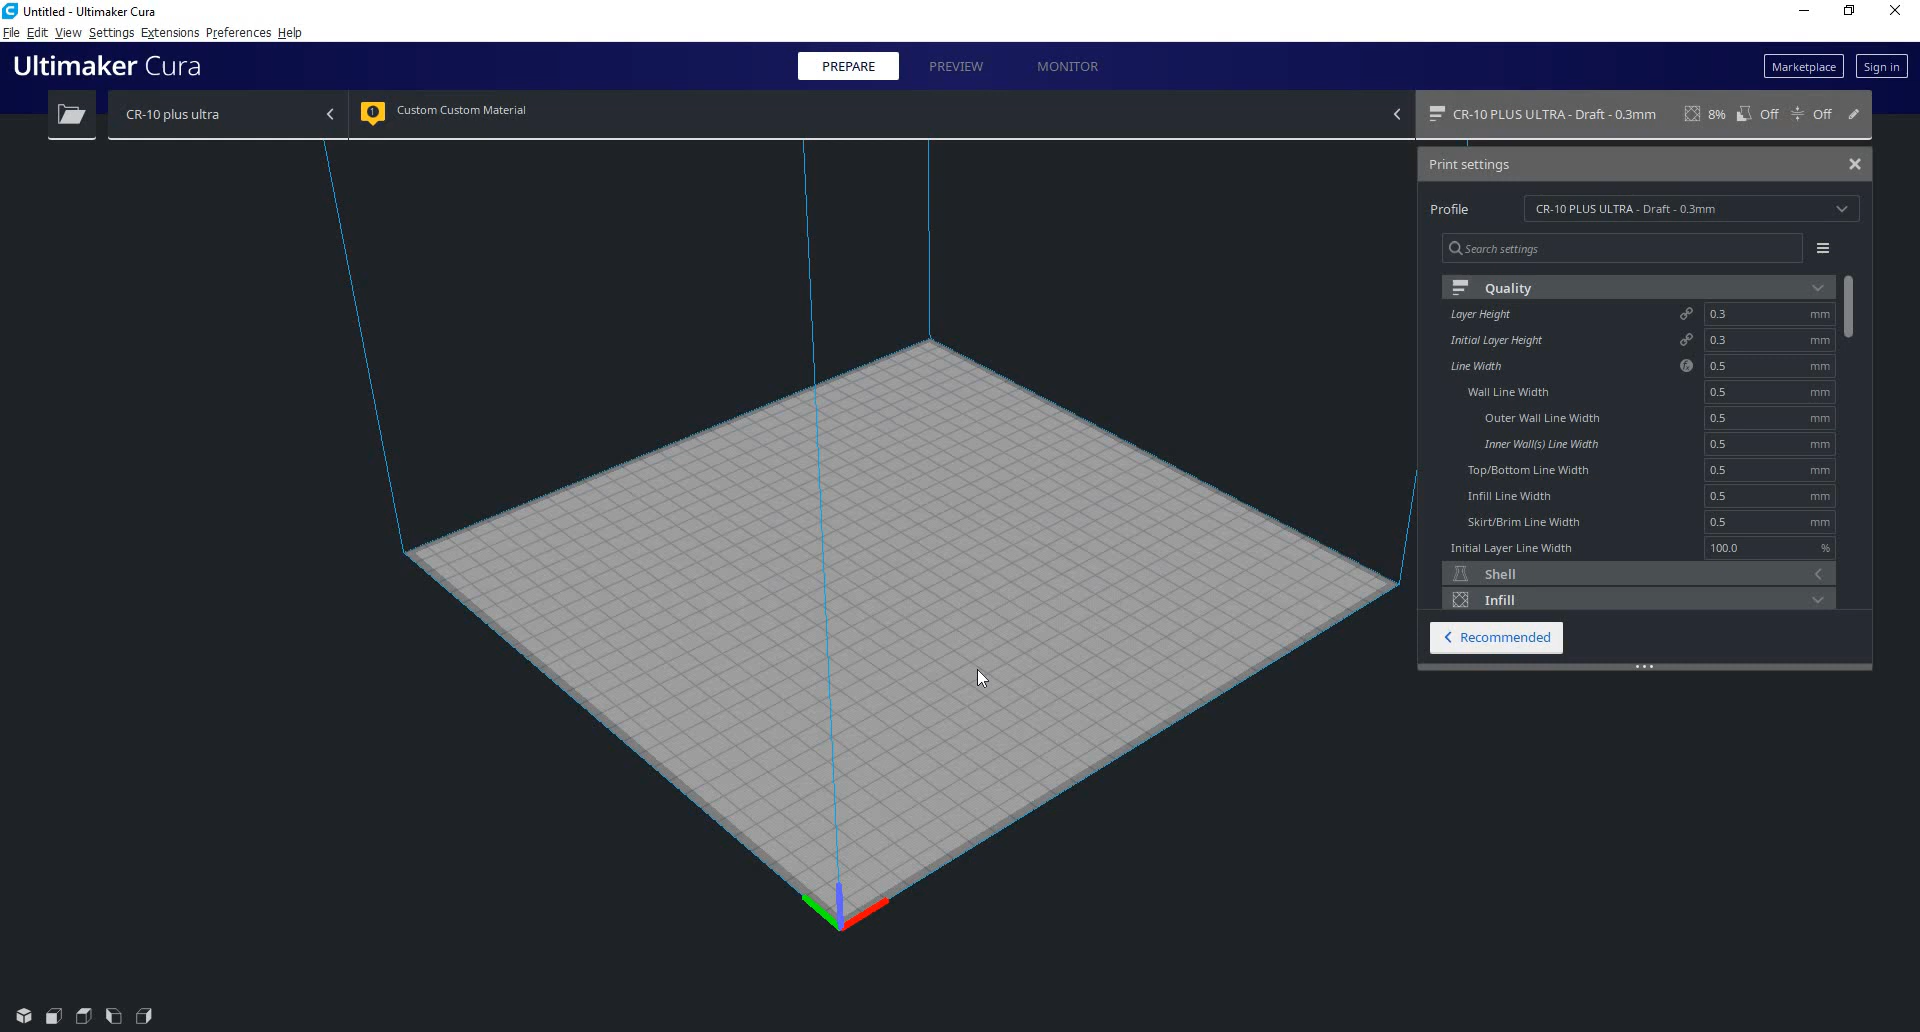 Untitled - Ultimaker Cura
File Edit View Settings Extensions Preferences Help
Ultimaker Cura
PREPARE PREVIEW MONITOR
Marketplace Sign in
CR-10 plus ultra
1 Custom Custom Material
CR-10 PLUS ULTRA - Draft - 0.3mm 8% Off Off
Print settings
Profile CR-10 PLUS ULTRA - Draft - 0.3mm
Search settings
Quality
Layer Height 0.3 mm
Initial Layer Height 0.3 mm
Line Width 0.5 mm
Wall Line Width 0.5 mm
Outer Wall Line Width 0.5 mm
Inner Wall(s) Line Width 0.5 mm
Top/Bottom Line Width 0.5 mm
Infill Line Width 0.5 mm
Skirt/Brim Line Width 0.5 mm
Initial Layer Line Width 100.0 %
Shell
Infill
Recommended